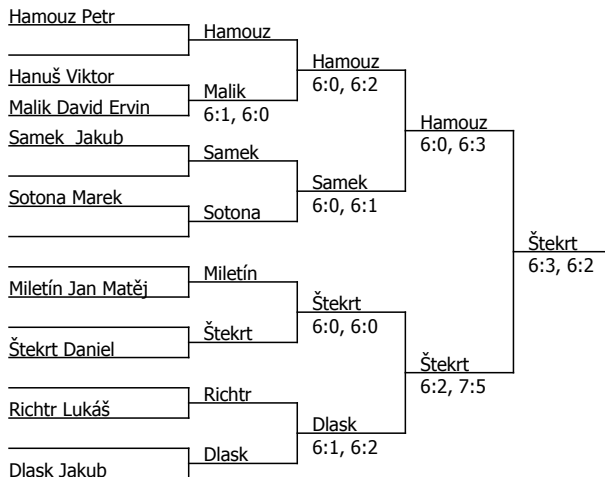 Hamouz Petr
Hamouz
Hanuš Viktor
Hamouz
6:0, 6:2
Malik David Ervin
Malik
6:1, 6:0
Hamouz
6:0, 6:3
Samek Jakub
Samek
Samek
6:0, 6:1
Sotona Marek
Sotona
Štekrt
6:3, 6:2
Miletín Jan Matěj
Miletín
Štekrt
6:0, 6:0
Štekrt Daniel
Štekrt
Štekrt
6:2, 7:5
Richtr Lukáš
Richtr
Dlask
6:1, 6:2
Dlask Jakub
Dlask